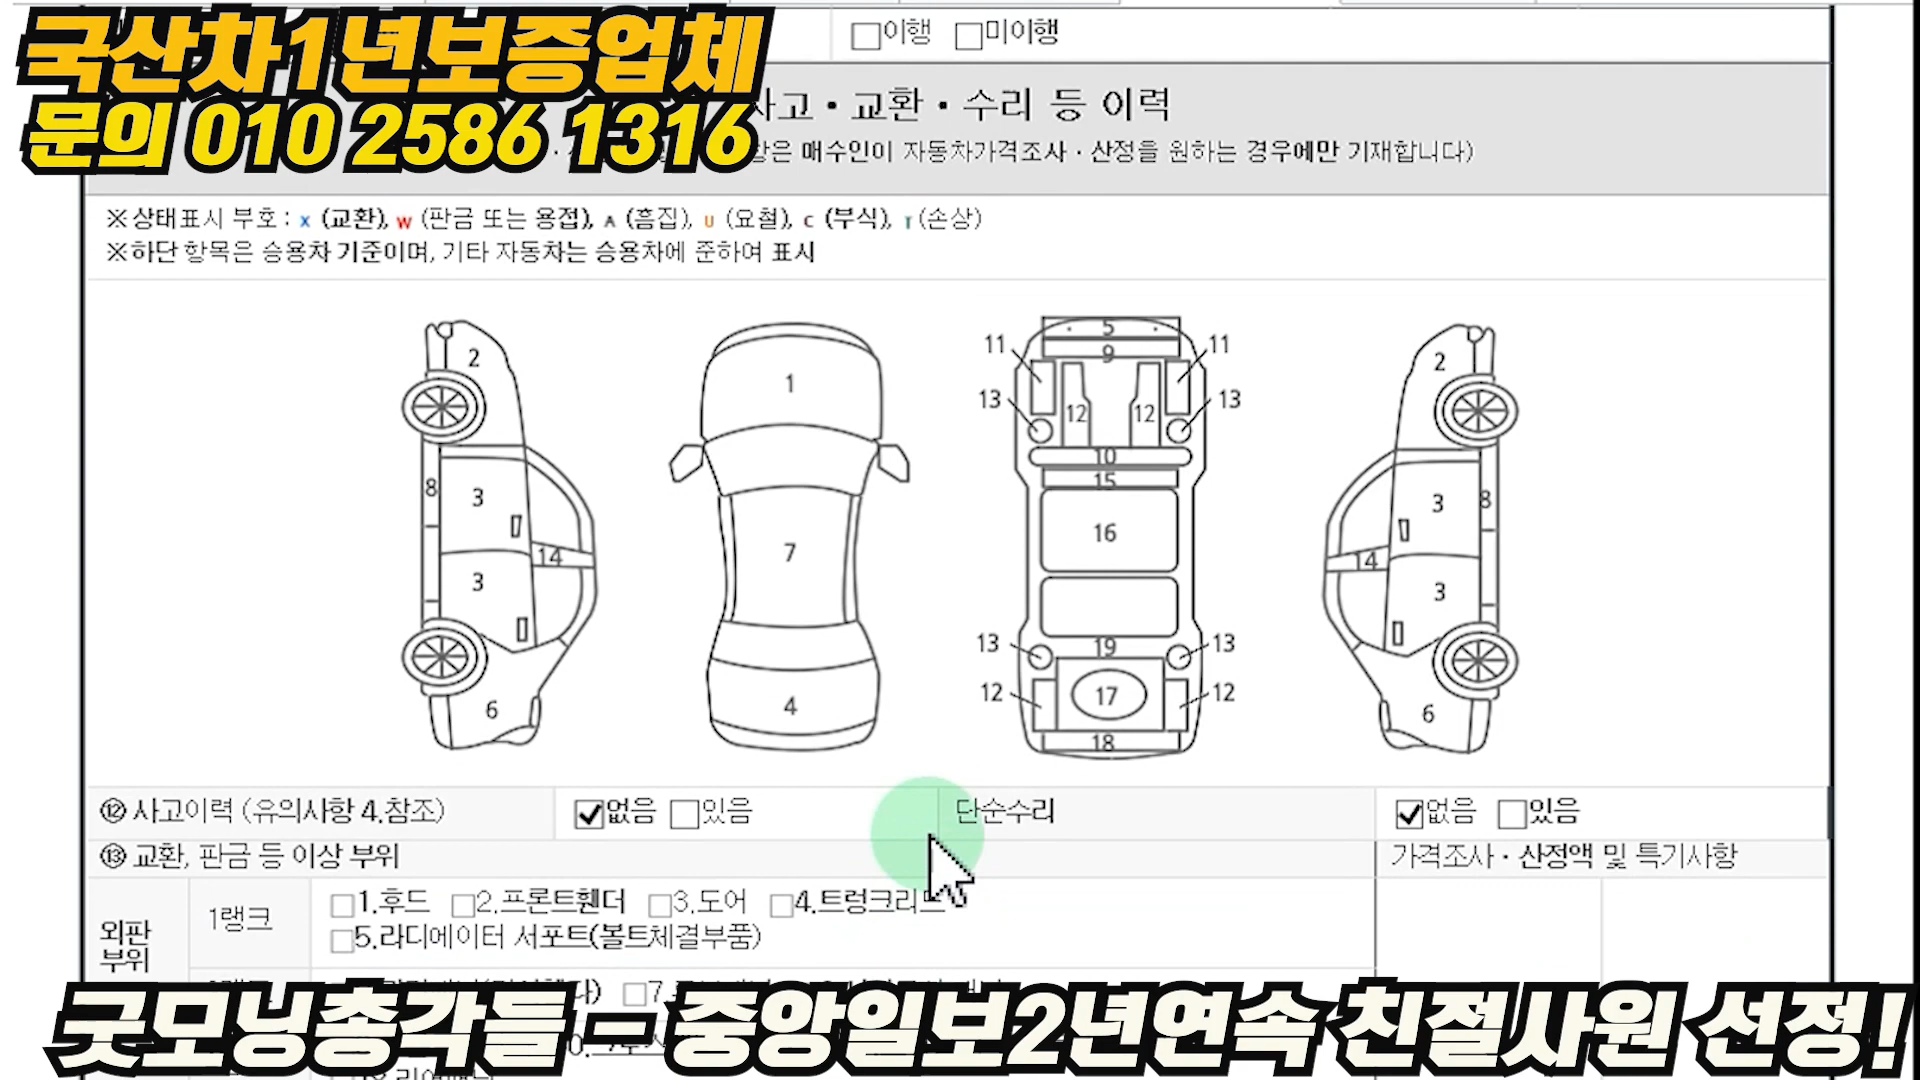 국산차1년보증업체
문의 010 2586 1316
□이행 □미이행
사고 • 교환 • 수리 등 이력
매수인이 자동차가격조사 · 산정을 원하는 경우에만 기재합니다)
※상태표시 부호 : X (교환), W (판금 또는 용접), A (흠집), U (요철), C (부식), T (손상)
※하단 항목은 승용차 기준이며, 기타 자동차는 승용차에 준하여 표시
2 3 3 6 8 14
1 7 4
5 9 11 11 13 13 12 12 10 15 16 13 13 19 12 12 17 18
2 3 3 6 8 14
⑫ 사고이력 (유의사항 4.참조) ☑없음 □있음 단순수리 ☑없음 □있음
⑬ 교환, 판금 등 이상 부위 가격조사 · 산정액 및 특기사항
외판
부위
1랭크
□1.후드 □2.프론트휀더 □3.도어 □4.트렁크리드
□5.라디에이터 서포트(볼트체결부품)
굿모닝총각들 - 중앙일보2년연속 친절사원 선정!